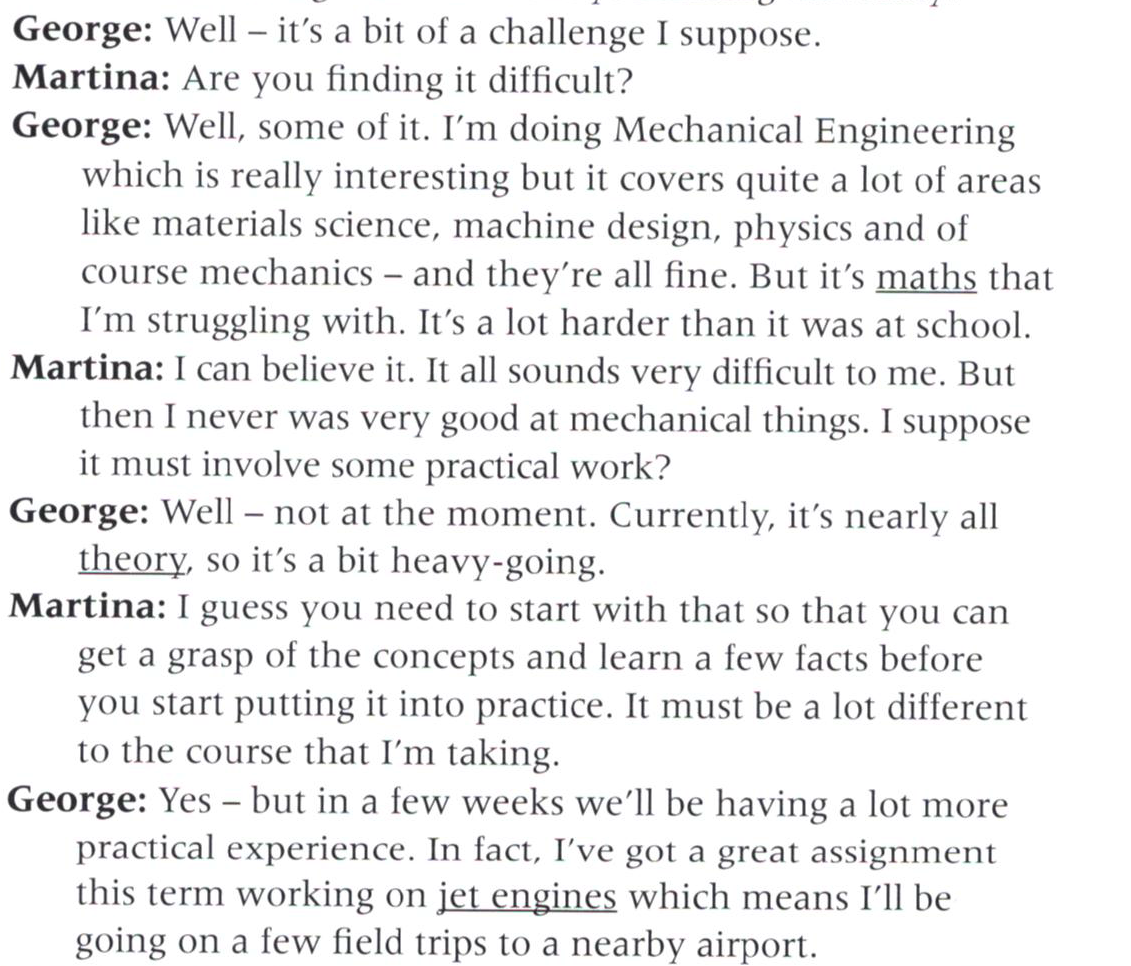 George: Well – it's a bit of a challenge I suppose.
Martina: Are you finding it difficult?
George: Well, some of it. I'm doing Mechanical Engineering
which is really interesting but it covers quite a lot of areas
like materials science, machine design, physics and of
course mechanics – and they're all fine. But it's maths that
I'm struggling with. It's a lot harder than it was at school.
Martina: I can believe it. It all sounds very difficult to me. But
then I never was very good at mechanical things. I suppose
it must involve some practical work?
George: Well – not at the moment. Currently, it's nearly all
theory, so it's a bit heavy-going.
Martina: I guess you need to start with that so that you can
get a grasp of the concepts and learn a few facts before
you start putting it into practice. It must be a lot different
to the course that I'm taking.
George: Yes – but in a few weeks we'll be having a lot more
practical experience. In fact, I've got a great assignment
this term working on jet engines which means I'll be
going on a few field trips to a nearby airport.